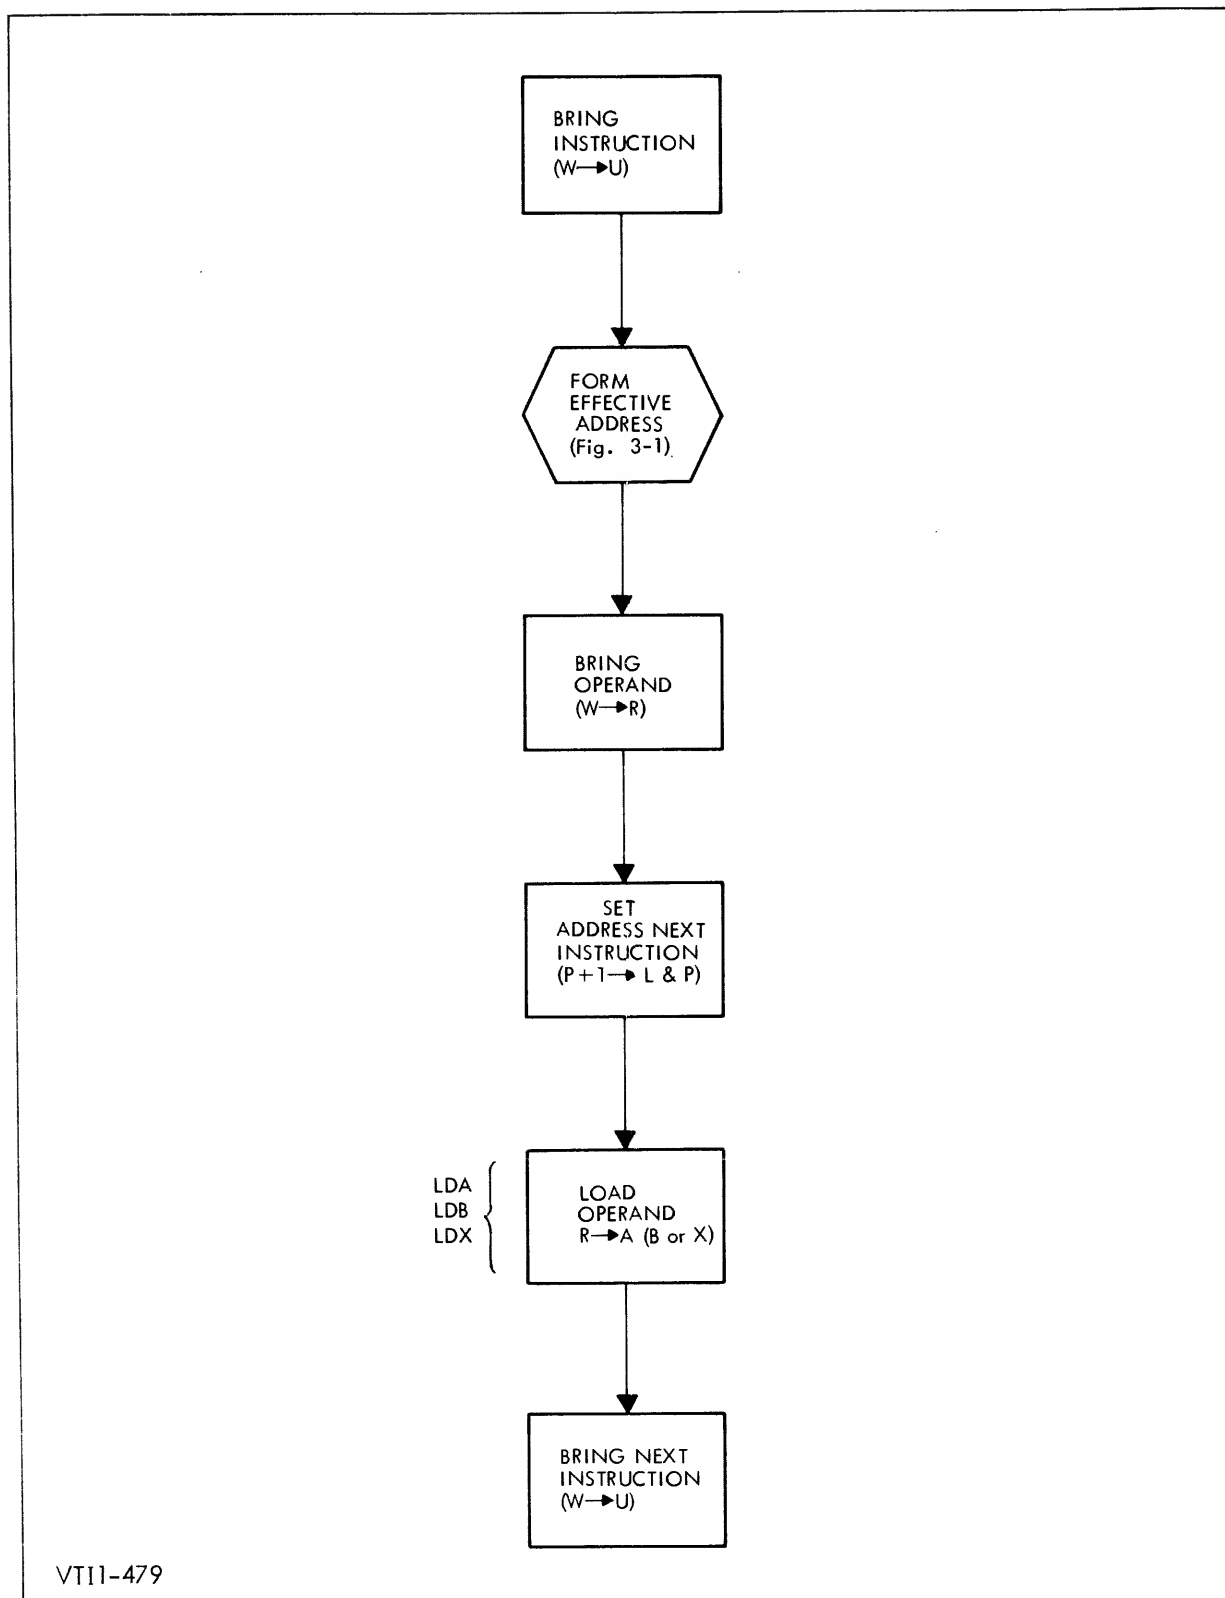 BRING
INSTRUCTION
(W→U)
FORM
EFFECTIVE
ADDRESS
(Fig. 3-1)
BRING
OPERAND
(W→R)
SET
ADDRESS NEXT
INSTRUCTION
(P+1→ L & P)
LDA
LDB
LDX
LOAD
OPERAND
R→A (B or X)
BRING NEXT
INSTRUCTION
(W→U)
VTI1-479